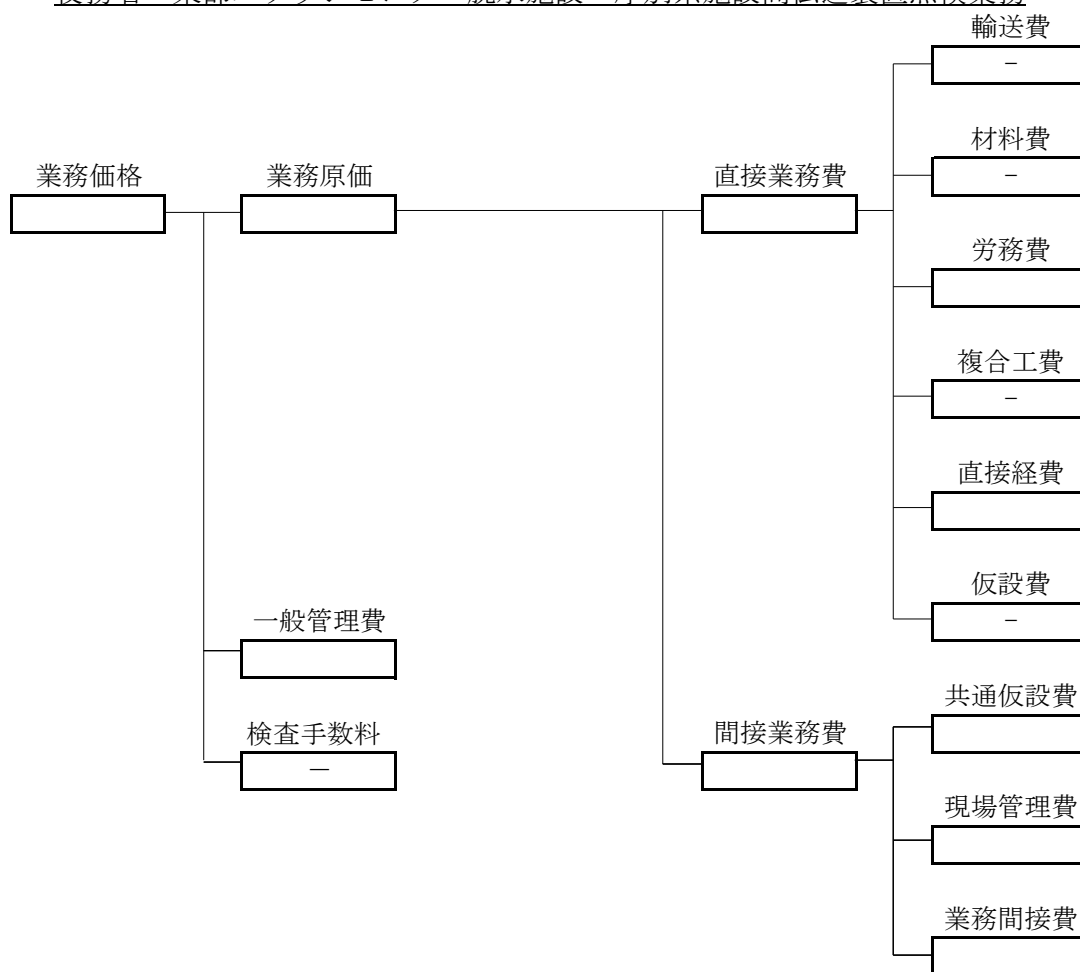 輸送費
－
材料費
－
業務価格
業務原価
直接業務費
労務費
複合工費
－
直接経費
仮設費
－
一般管理費
共通仮設費
検査手数料
－
間接業務費
現場管理費
業務間接費